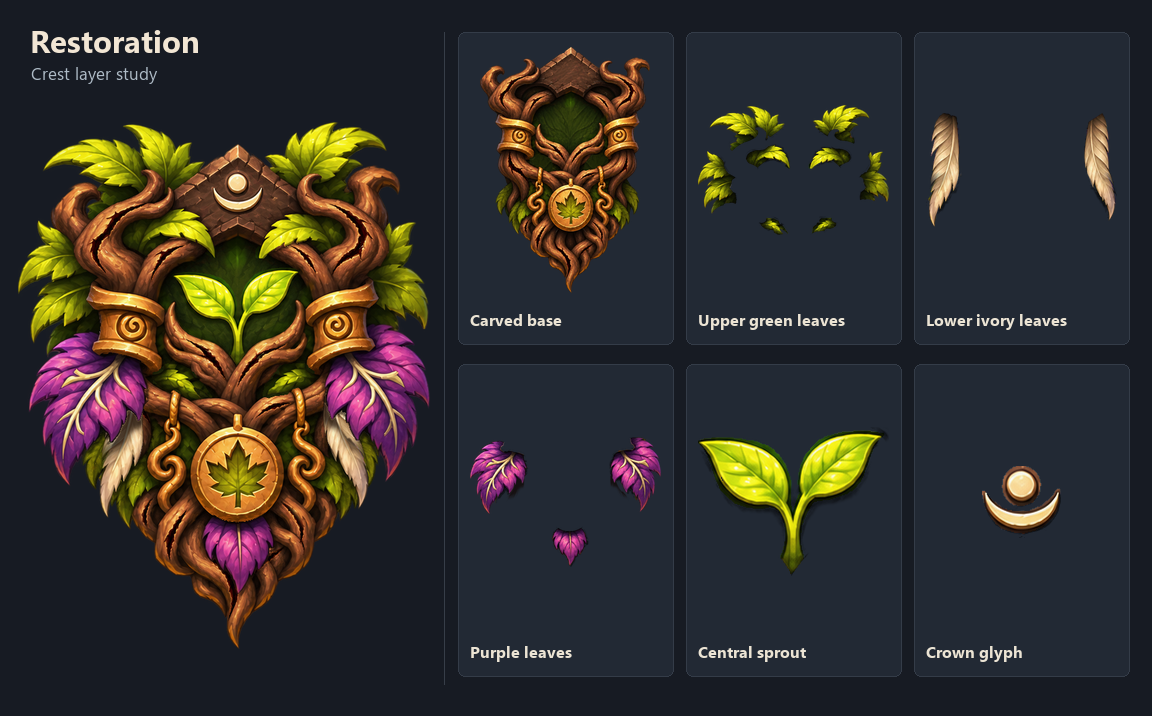 Restoration
Crest layer study
Carved base
Upper green leaves
Lower ivory leaves
Purple leaves
Central sprout
Crown glyph